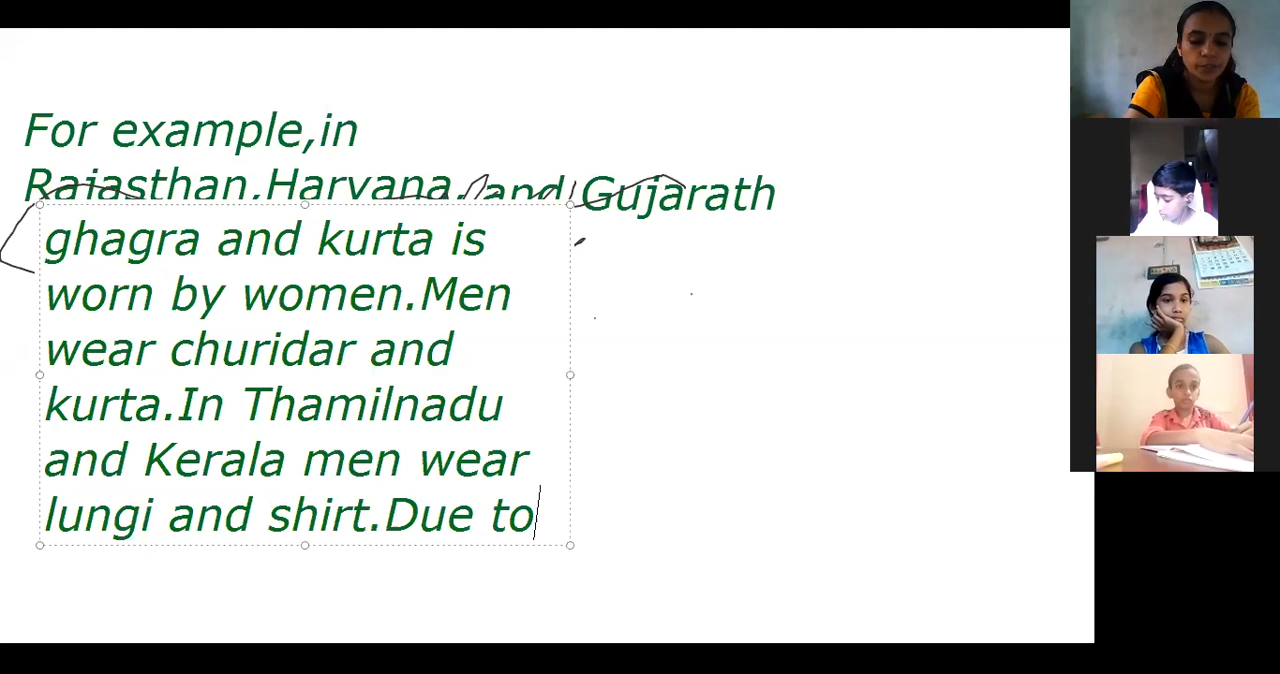 For example,in
Rajasthan,Haryana, and Gujarath
ghagra and kurta is
worn by women.Men
wear churidar and
kurta.In Thamilnadu
and Kerala men wear
lungi and shirt.Due to